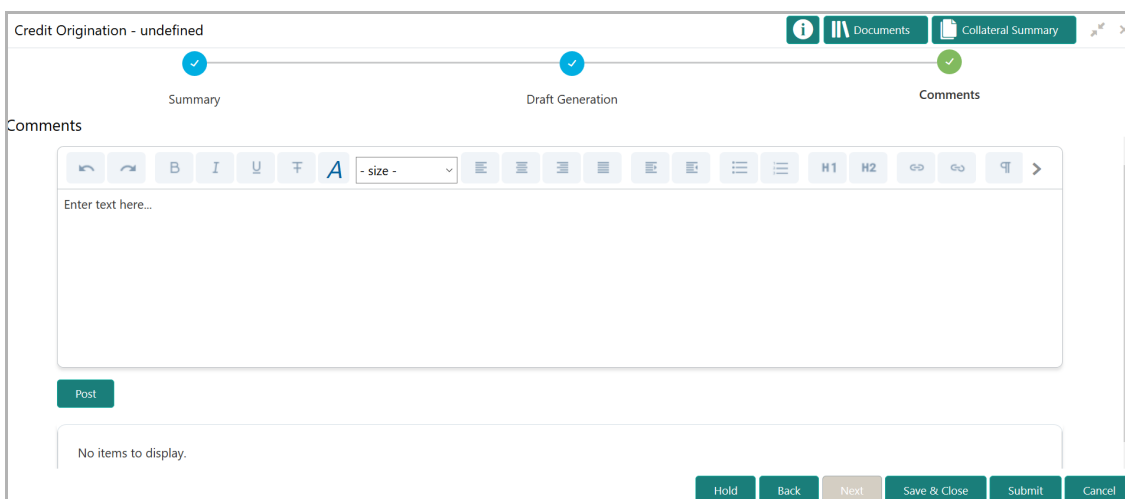 Credit Origination - undefined
Documents
Collateral Summary
Summary
Draft Generation
Comments
Comments
B I U T A - size - H1 H2 ¶
Enter text here...
Post
No items to display.
Hold Back Next Save & Close Submit Cancel